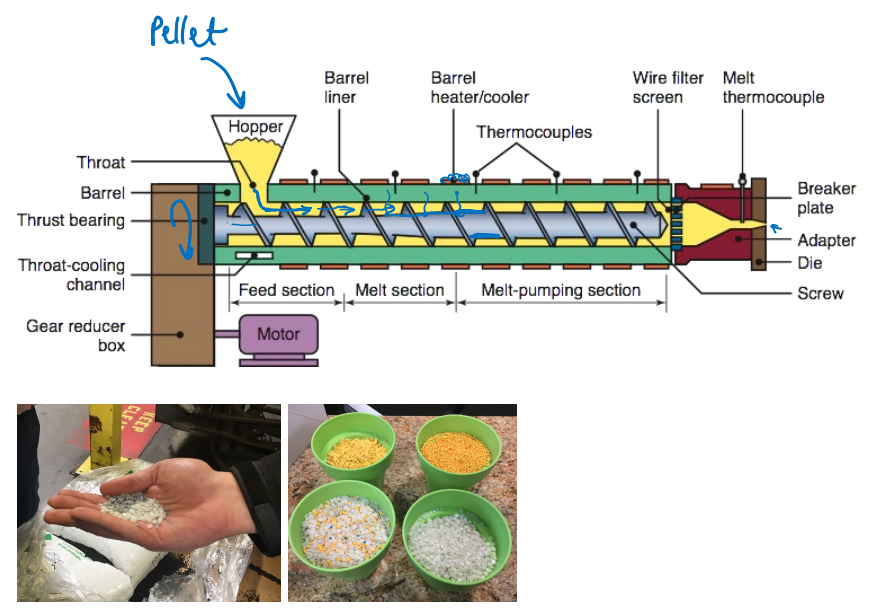 Pellet
Barrel
liner
Barrel
heater/cooler
Wire filter
screen
Melt
thermocouple
Hopper
Thermocouples
Throat
Barrel
Thrust bearing
Throat-cooling
channel
Breaker
plate
Adapter
Die
Screw
Feed section
Melt section
Melt-pumping section
Gear reducer
box
Motor
KEEP
CLEA